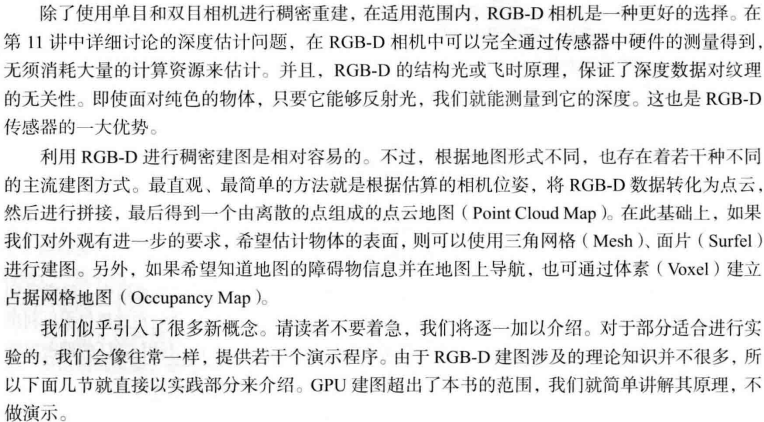 除了使用单目和双目相机进行稠密重建，在适用范围内，RGB-D 相机是一种更好的选择。在
第 11 讲中详细讨论的深度估计问题，在 RGB-D 相机中可以完全通过传感器中硬件的测量得到，
无须消耗大量的计算资源来估计。并且，RGB-D 的结构光或飞时原理，保证了深度数据对纹理
的无关性。即使面对纯色的物体，只要它能够反射光，我们就能测量到它的深度。这也是 RGB-D
传感器的一大优势。
利用 RGB-D 进行稠密建图是相对容易的。不过，根据地图形式不同，也存在着若干种不同
的主流建图方式。最直观、最简单的方法就是根据估算的相机位姿，将 RGB-D 数据转化为点云，
然后进行拼接，最后得到一个由离散的点组成的点云地图（Point Cloud Map）。在此基础上，如果
我们对外观有进一步的要求，希望估计物体的表面，则可以使用三角网格（Mesh）、面片（Surfel）
进行建图。另外，如果希望知道地图的障碍物信息并在地图上导航，也可通过体素（Voxel）建立
占据网格地图（Occupancy Map）。
我们似乎引入了很多新概念。请读者不要着急，我们将逐一加以介绍。对于部分适合进行实
验的，我们会像往常一样，提供若干个演示程序。由于 RGB-D 建图涉及的理论知识并不很多，所
以下面几节就直接以实践部分来介绍。GPU 建图超出了本书的范围，我们就简单讲解其原理，不
做演示。